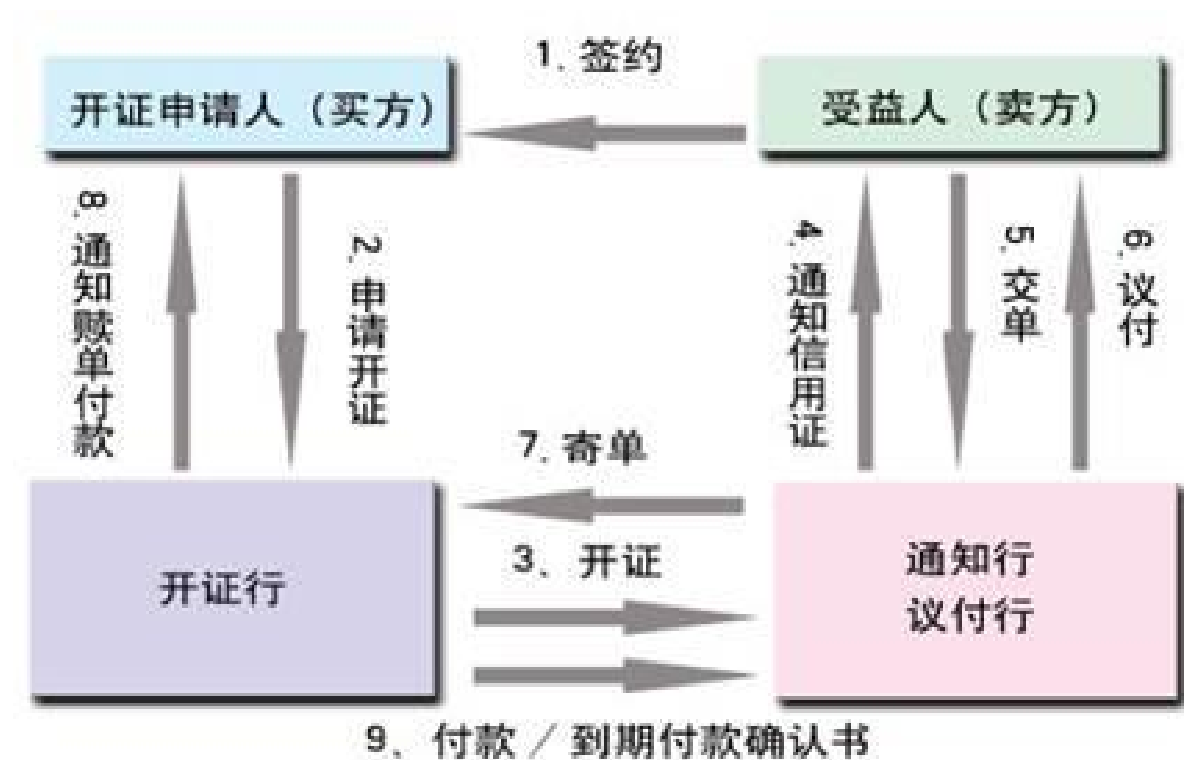 1. 签约
开证申请人（买方）
受益人（卖方）
8. 通知赎单付款
2. 申请开证
4. 通知信用证
5. 交单
6. 议付
7. 寄单
3、开证
开证行
通知行
议付行
9、付款／到期付款确认书